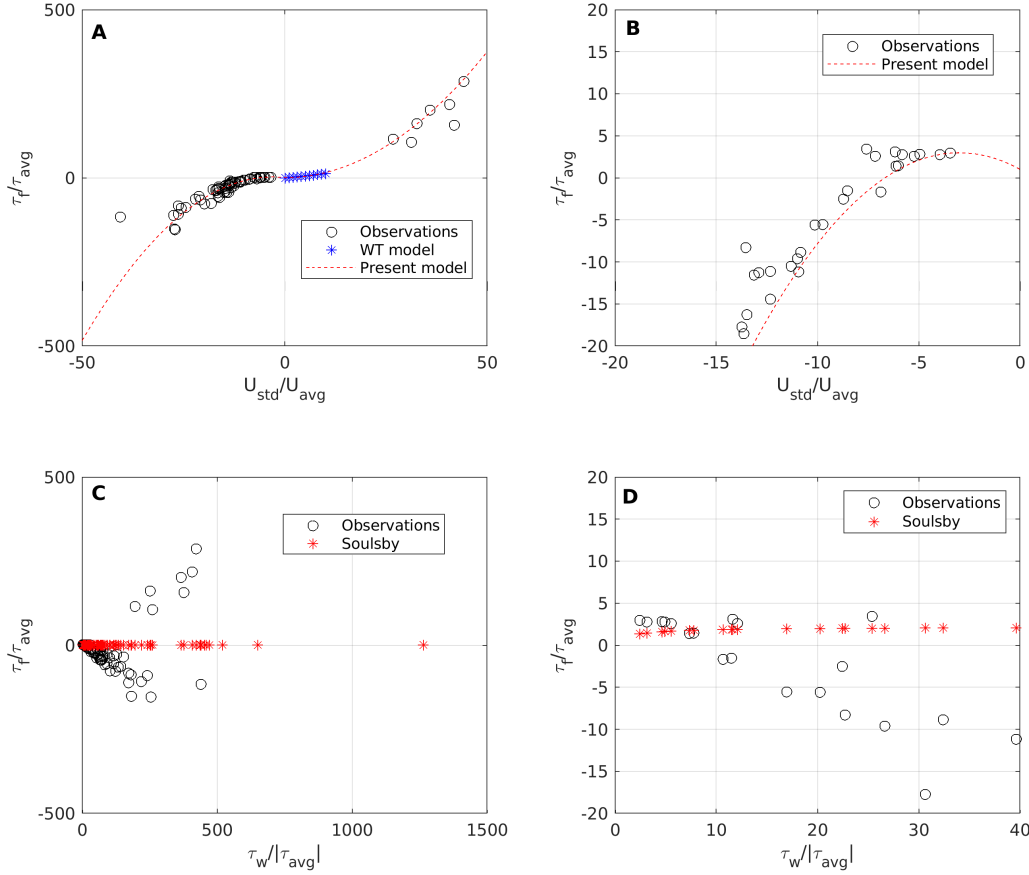 A
500
0
-500
τf/τavg
-50
0
50
Ustd/Uavg
Observations
WT model
Present model
B
20
15
10
5
0
-5
-10
-15
-20
τf/τavg
-20
-15
-10
-5
0
Ustd/Uavg
Observations
Present model
C
500
0
-500
τf/τavg
0
500
1000
1500
τw/|τavg|
Observations
Soulsby
D
20
15
10
5
0
-5
-10
-15
-20
τf/τavg
0
10
20
30
40
τw/|τavg|
Observations
Soulsby